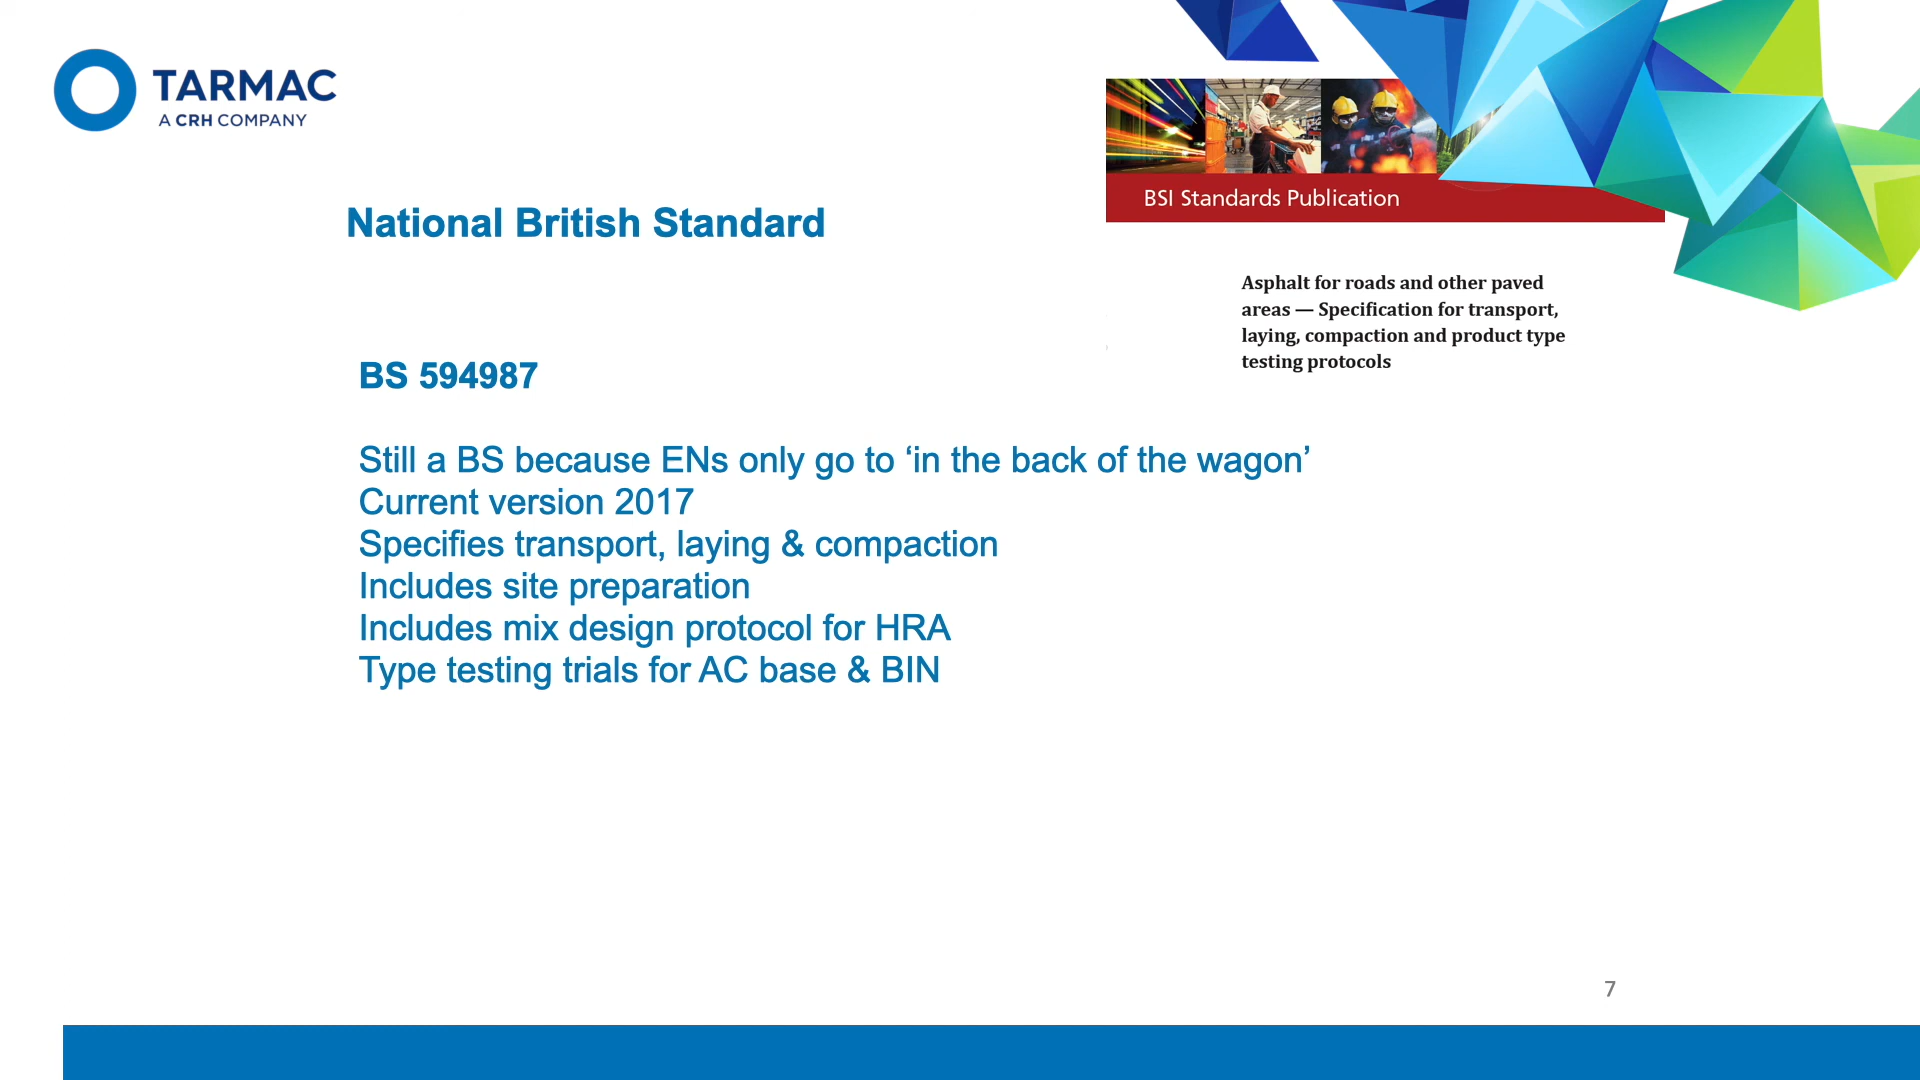 TARMAC
A CRH COMPANY
BSI Standards Publication
National British Standard
Asphalt for roads and other paved
areas — Specification for transport,
laying, compaction and product type
testing protocols
BS 594987
Still a BS because ENs only go to ‘in the back of the wagon’
Current version 2017
Specifies transport, laying & compaction
Includes site preparation
Includes mix design protocol for HRA
Type testing trials for AC base & BIN
7